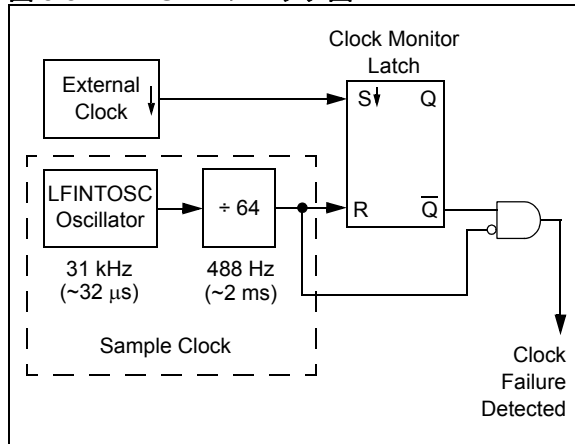 Clock Monitor
Latch
External
Clock
S
Q
LFINTOSC
Oscillator
÷ 64
R
Q
31 kHz
(~32 μs)
488 Hz
(~2 ms)
Sample Clock
Clock
Failure
Detected